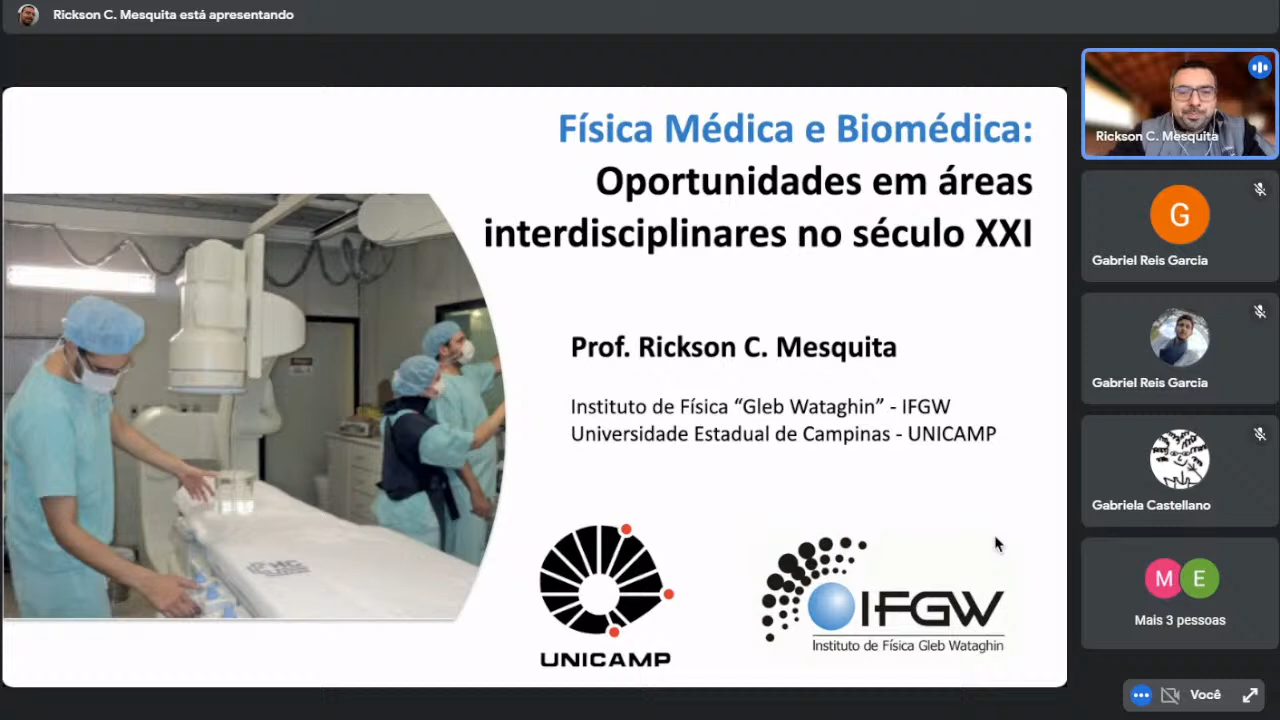 Rickson C. Mesquita está apresentando
Física Médica e Biomédica:
Oportunidades em áreas
interdisciplinares no século XXI
Prof. Rickson C. Mesquita
Instituto de Física “Gleb Wataghin” - IFGW
Universidade Estadual de Campinas - UNICAMP
UNICAMP
IFGW
Instituto de Física Gleb Wataghin
Rickson C. Mesquita
G
Gabriel Reis Garcia
Gabriel Reis Garcia
Gabriela Castellano
M E
Mais 3 pessoas
Você